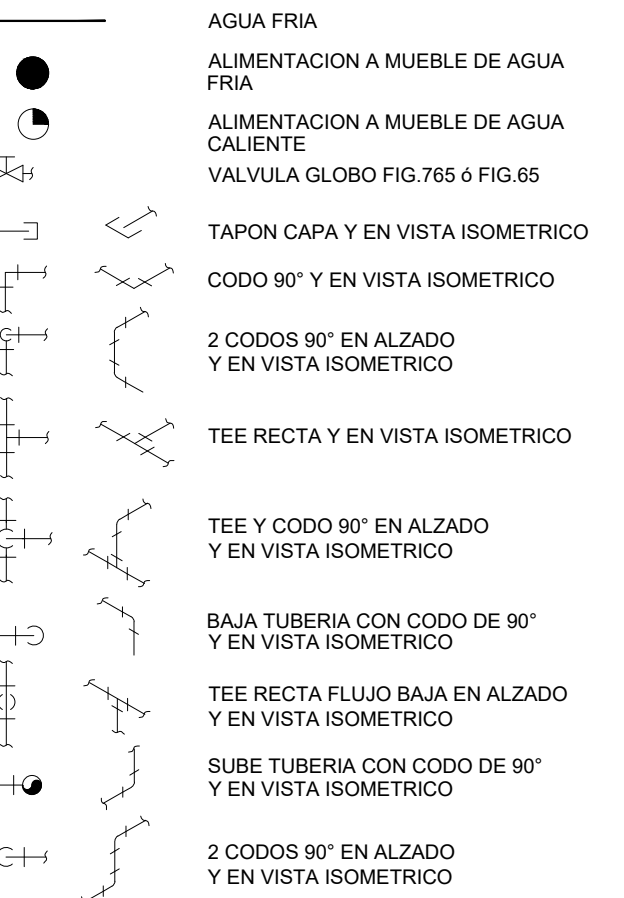 AGUA FRIA
ALIMENTACION A MUEBLE DE AGUA
FRIA
ALIMENTACION A MUEBLE DE AGUA
CALIENTE
VALVULA GLOBO FIG.765 ó FIG.65
TAPON CAPA Y EN VISTA ISOMETRICO
CODO 90° Y EN VISTA ISOMETRICO
2 CODOS 90° EN ALZADO
Y EN VISTA ISOMETRICO
TEE RECTA Y EN VISTA ISOMETRICO
TEE Y CODO 90° EN ALZADO
Y EN VISTA ISOMETRICO
BAJA TUBERIA CON CODO DE 90°
Y EN VISTA ISOMETRICO
TEE RECTA FLUJO BAJA EN ALZADO
Y EN VISTA ISOMETRICO
SUBE TUBERIA CON CODO DE 90°
Y EN VISTA ISOMETRICO
2 CODOS 90° EN ALZADO
Y EN VISTA ISOMETRICO